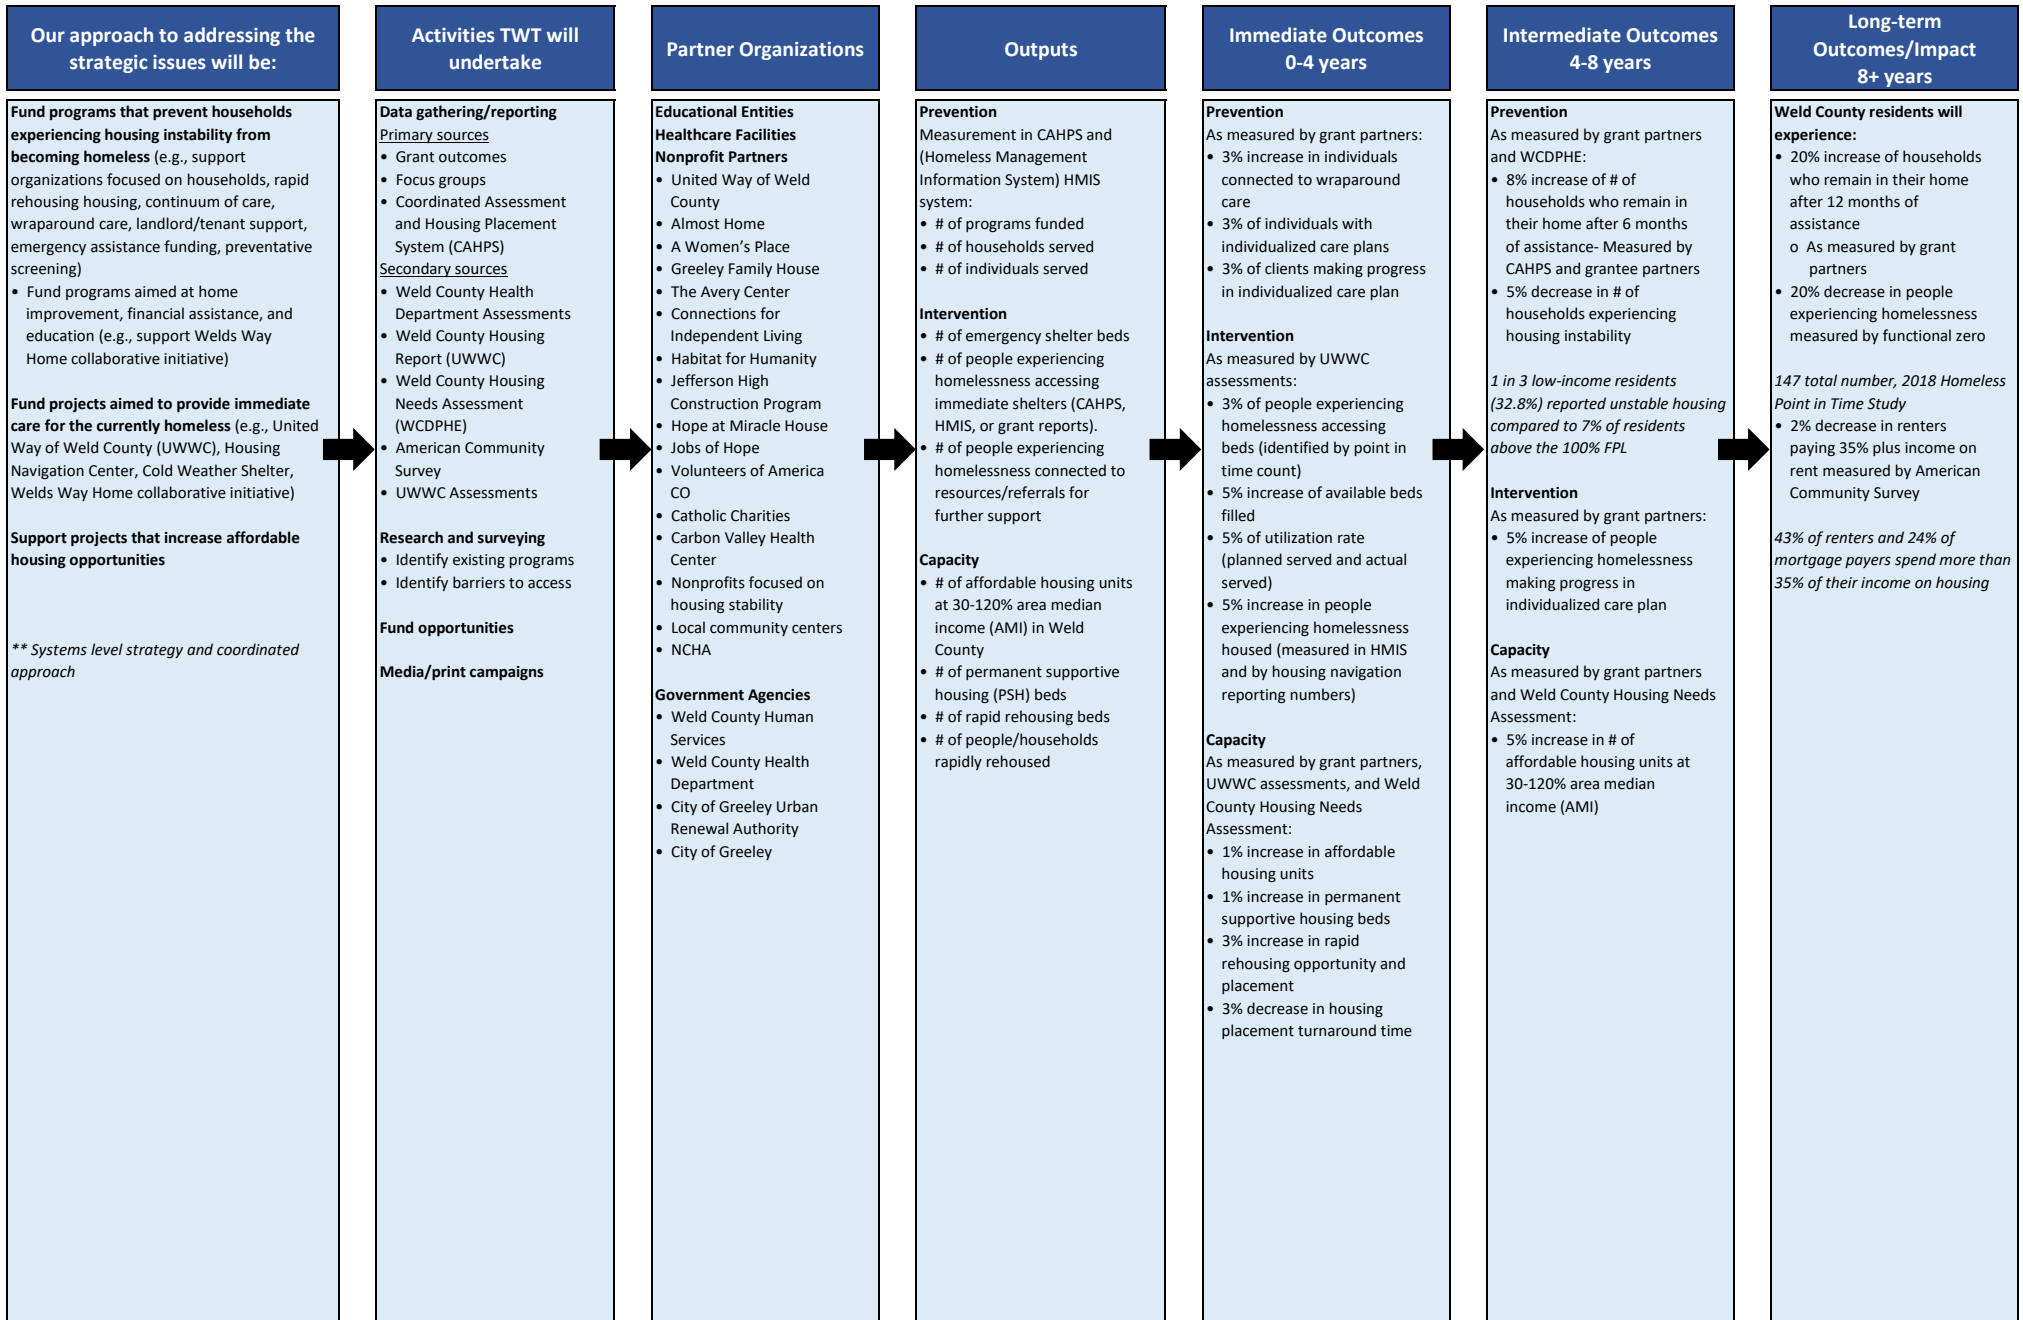 Our approach to addressing the
strategic issues will be:
Fund programs that prevent households
experiencing housing instability from
becoming homeless (e.g., support
organizations focused on households, rapid
rehousing housing, continuum of care,
wraparound care, landlord/tenant support,
emergency assistance funding, preventative
screening)
• Fund programs aimed at home
improvement, financial assistance, and
education (e.g., support Welds Way
Home collaborative initiative)
Fund projects aimed to provide immediate
care for the currently homeless (e.g., United
Way of Weld County (UWWC), Housing
Navigation Center, Cold Weather Shelter,
Welds Way Home collaborative initiative)
Support projects that increase affordable
housing opportunities
** Systems level strategy and coordinated
approach
Activities TWT will
undertake
Data gathering/reporting
Primary sources
• Grant outcomes
• Focus groups
• Coordinated Assessment
and Housing Placement
System (CAHPS)
Secondary sources
• Weld County Health
Department Assessments
• Weld County Housing
Report (UWWC)
• Weld County Housing
Needs Assessment
(WCDPHE)
• American Community
Survey
• UWWC Assessments
Research and surveying
• Identify existing programs
• Identify barriers to access
Fund opportunities
Media/print campaigns
Partner Organizations
Educational Entities
Healthcare Facilities
Nonprofit Partners
• United Way of Weld
County
• Almost Home
• A Women's Place
• Greeley Family House
• The Avery Center
• Connections for
Independent Living
• Habitat for Humanity
• Jefferson High
Construction Program
• Hope at Miracle House
• Jobs of Hope
• Volunteers of America
CO
• Catholic Charities
• Carbon Valley Health
Center
• Nonprofits focused on
housing stability
• Local community centers
• NCHA
Government Agencies
• Weld County Human
Services
• Weld County Health
Department
• City of Greeley Urban
Renewal Authority
• City of Greeley
Outputs
Prevention
Measurement in CAHPS and
(Homeless Management
Information System) HMIS
system:
• # of programs funded
• # of households served
• # of individuals served
Intervention
• # of emergency shelter beds
• # of people experiencing
homelessness accessing
immediate shelters (CAHPS,
HMIS, or grant reports).
• # of people experiencing
homelessness connected to
resources/referrals for
further support
Capacity
• # of affordable housing units
at 30-120% area median
income (AMI) in Weld
County
• # of permanent supportive
housing (PSH) beds
• # of rapid rehousing beds
• # of people/households
rapidly rehoused
Immediate Outcomes
0-4 years
Prevention
As measured by grant partners:
• 3% increase in individuals
connected to wraparound
care
• 3% of individuals with
individualized care plans
• 3% of clients making progress
in individualized care plan
Intervention
As measured by UWWC
assessments:
• 3% of people experiencing
homelessness accessing
beds (identified by point in
time count)
• 5% increase of available beds
filled
• 5% of utilization rate
(planned served and actual
served)
• 5% increase in people
experiencing homelessness
housed (measured in HMIS
and by housing navigation
reporting numbers)
Capacity
As measured by grant partners,
UWWC assessments, and Weld
County Housing Needs
Assessment:
• 1% increase in affordable
housing units
• 1% increase in permanent
supportive housing beds
• 3% increase in rapid
rehousing opportunity and
placement
• 3% decrease in housing
placement turnaround time
Intermediate Outcomes
4-8 years
Prevention
As measured by grant partners
and WCDPHE:
• 8% increase of # of
households who remain in
their home after 6 months
of assistance- Measured by
CAHPS and grantee partners
• 5% decrease in # of
households experiencing
housing instability
1 in 3 low-income residents
(32.8%) reported unstable housing
compared to 7% of residents
above the 100% FPL
Intervention
As measured by grant partners:
• 5% increase of people
experiencing homelessness
making progress in
individualized care plan
Capacity
As measured by grant partners
and Weld County Housing Needs
Assessment:
• 5% increase in # of
affordable housing units at
30-120% area median
income (AMI)
Long-term
Outcomes/Impact
8+ years
Weld County residents will
experience:
• 20% increase of households
who remain in their home
after 12 months of
assistance
o As measured by grant
partners
• 20% decrease in people
experiencing homelessness
measured by functional zero
147 total number, 2018 Homeless
Point in Time Study
• 2% decrease in renters
paying 35% plus income on
rent measured by American
Community Survey
43% of renters and 24% of
mortgage payers spend more than
35% of their income on housing